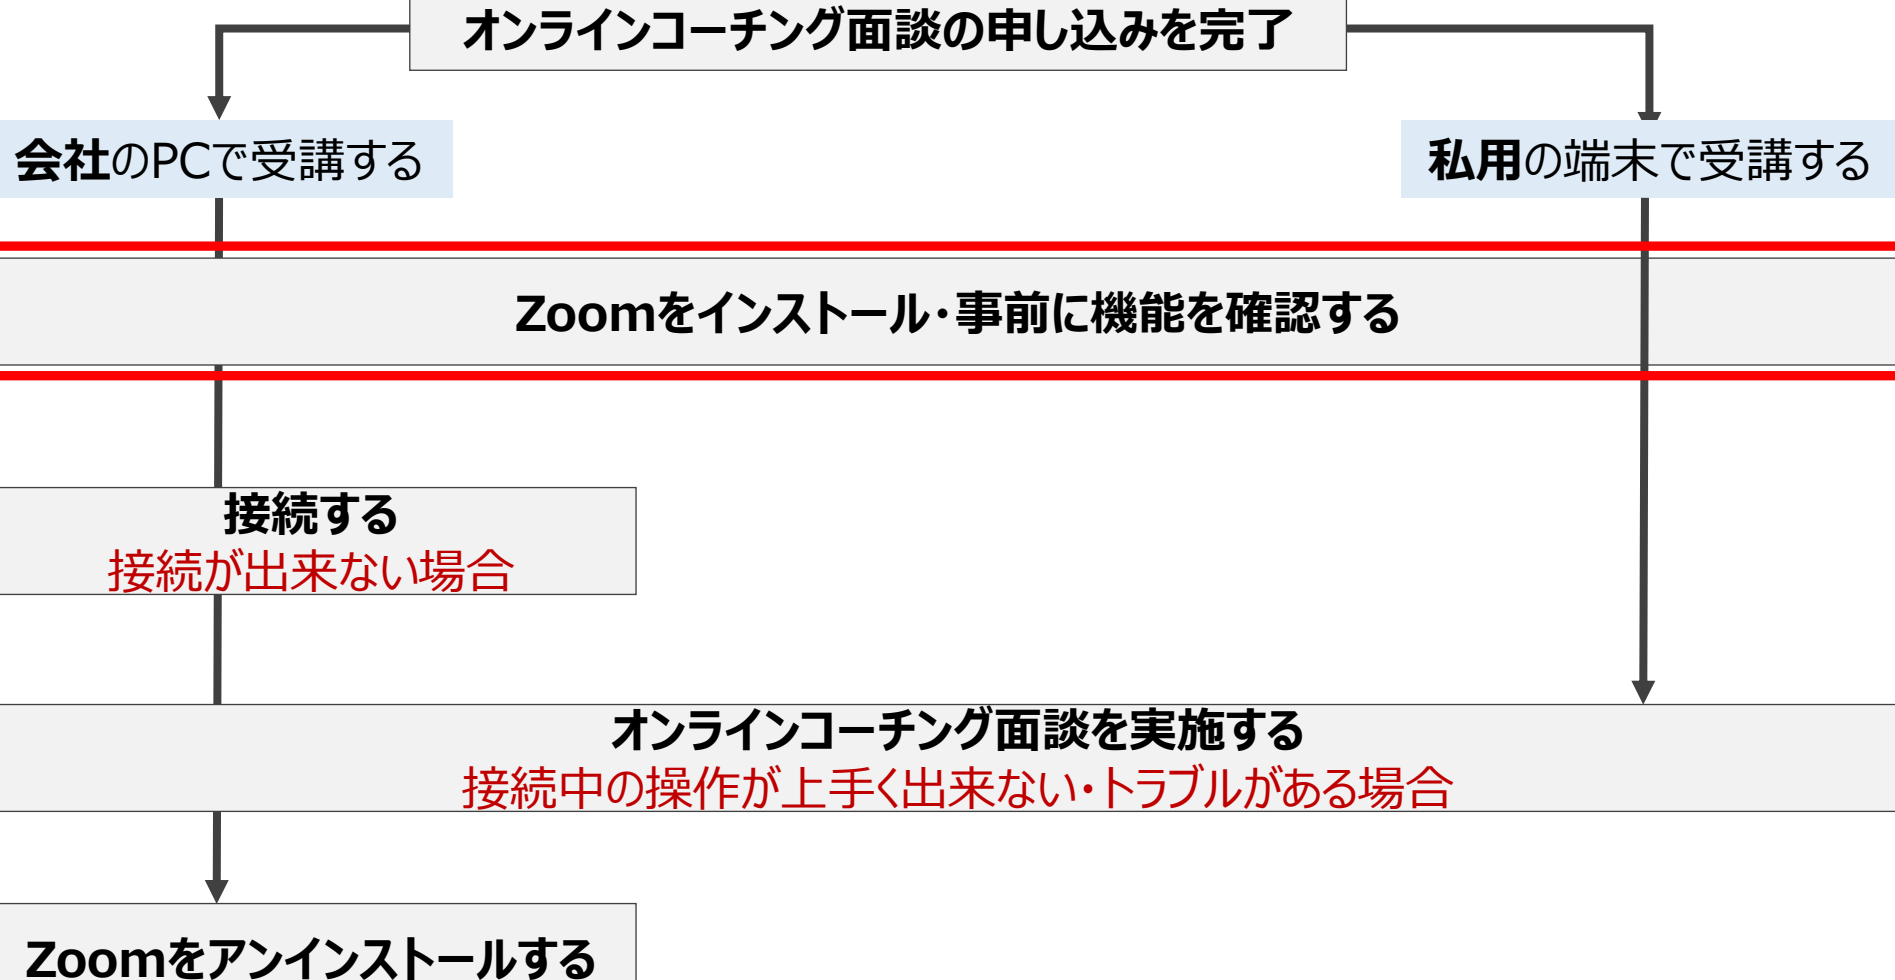 オンラインコーチング面談の申し込みを完了
会社のPCで受講する
私用の端末で受講する
Zoomをインストール・事前に機能を確認する
接続する
接続が出来ない場合
オンラインコーチング面談を実施する
接続中の操作が上手く出来ない・トラブルがある場合
Zoomをアンインストールする